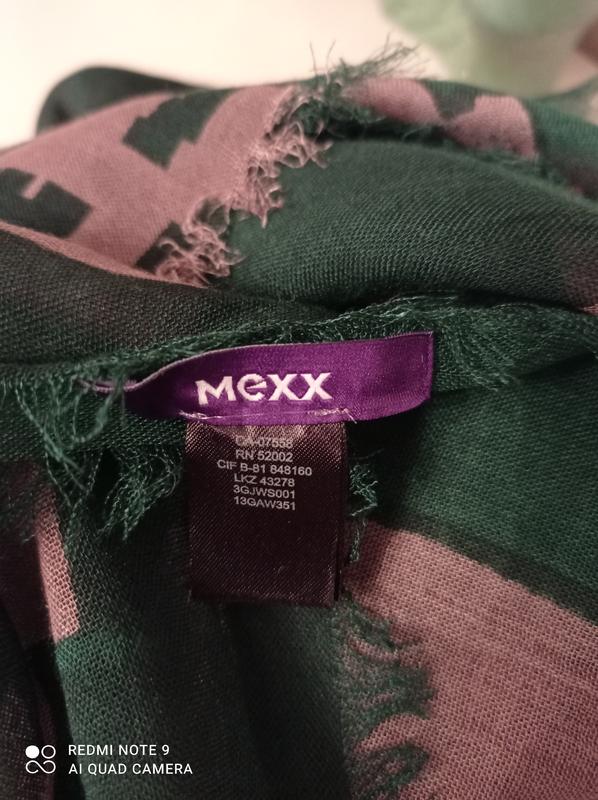 MEXX
CA-07558
RN 52002
CIF B-81 848160
LKZ 43278
3GJWS001
13GAW351
REDMI NOTE 9
AI QUAD CAMERA